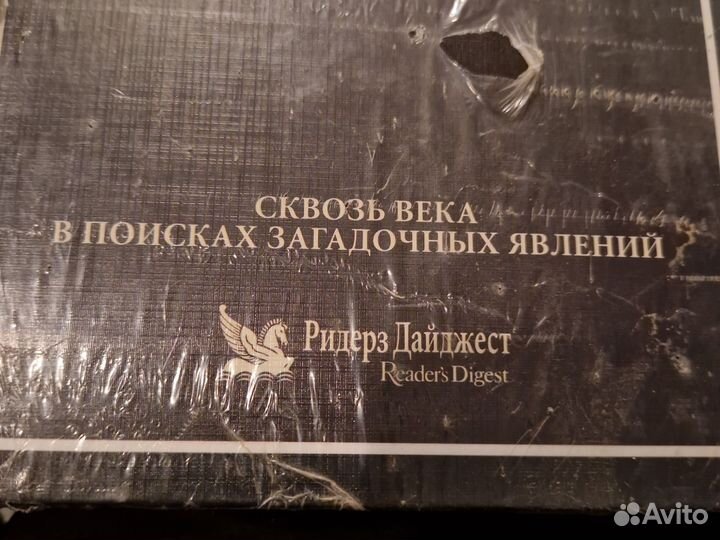 СКВОЗЬ ВЕКА
В ПОИСКАХ ЗАГАДОЧНЫХ ЯВЛЕНИЙ
Ридерз Дайджест
Reader's Digest
Avito